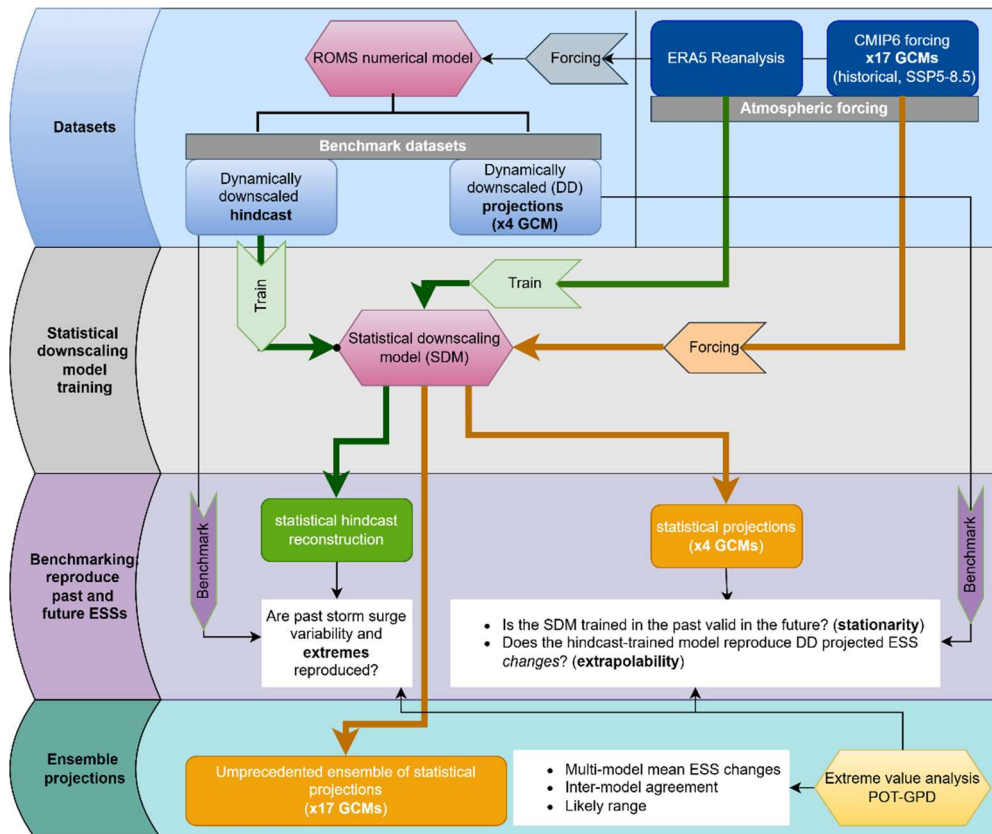 ROMS numerical model
Forcing
ERA5 Reanalysis
CMIP6 forcing
x17 GCMs
(historical, SSP5-8.5)
Atmospheric forcing
Datasets
Benchmark datasets
Dynamically
downscaled
hindcast
Dynamically
downscaled (DD)
projections
(x4 GCM)
Train
Train
Statistical
downscaling
model
training
Statistical downscaling
model (SDM)
Forcing
Benchmarking:
reproduce
past and
future ESSs
Benchmark
statistical hindcast
reconstruction
statistical projections
(x4 GCMs)
Benchmark
Are past storm surge
variability and
extremes
reproduced?
• Is the SDM trained in the past valid in the future? (stationarity)
• Does the hindcast-trained model reproduce DD projected ESS
changes? (extrapolability)
Ensemble
projections
Umprecedented ensemble of statistical
projections
(x17 GCMs)
• Multi-model mean ESS changes
• Inter-model agreement
• Likely range
Extreme value analysis
POT-GPD